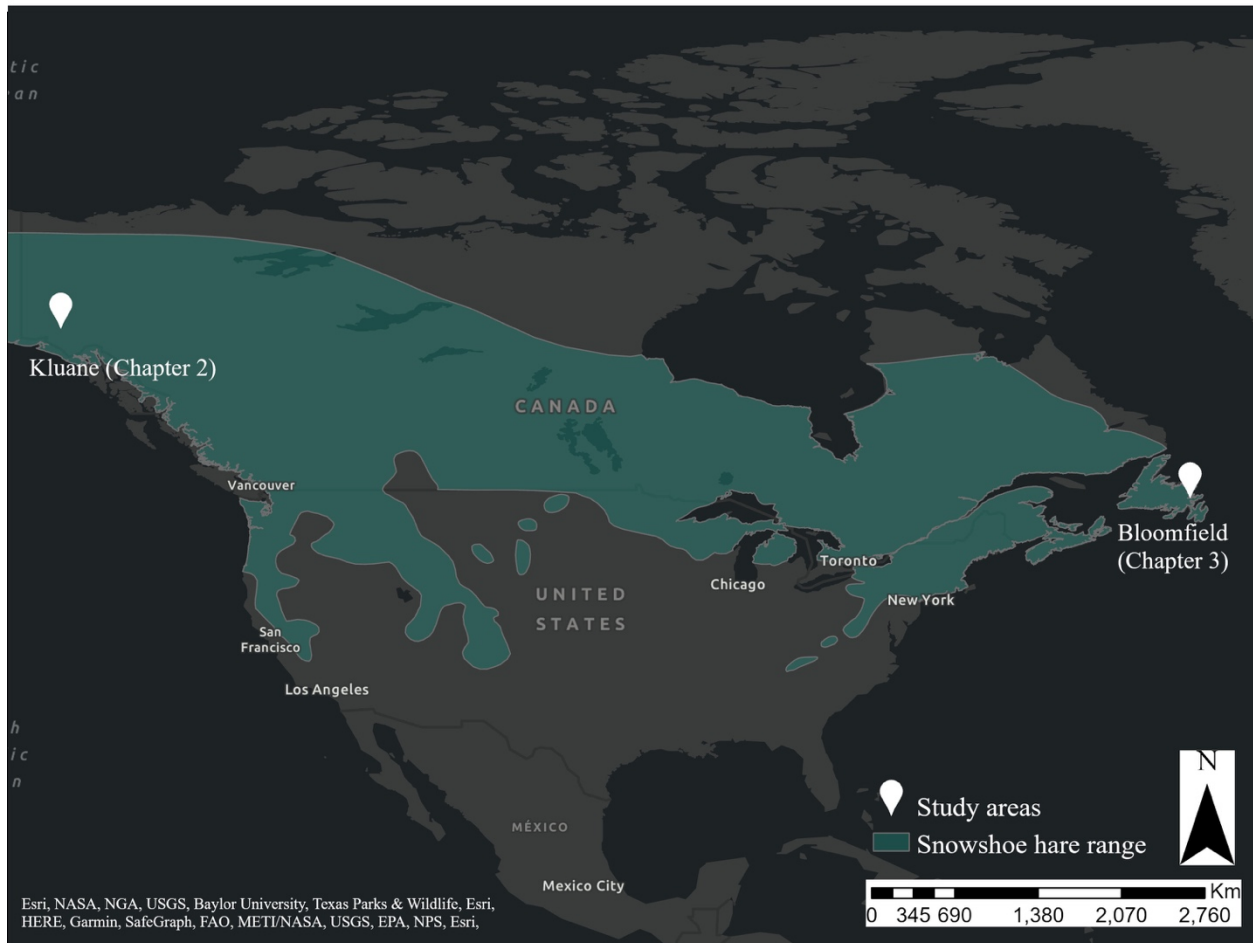 tic
an
Kluane (Chapter 2)
CANADA
Vancouver
Bloomfield
(Chapter 3)
Toronto
Chicago
New York
UNITED
STATES
San
Francisco
Los Angeles
h
ic
n
MÉXICO
Mexico City
N
Study areas
Snowshoe hare range
Km
0 345 690 1,380 2,070 2,760
Esri, NASA, NGA, USGS, Baylor University, Texas Parks & Wildlife, Esri,
HERE, Garmin, SafeGraph, FAO, METI/NASA, USGS, EPA, NPS, Esri,